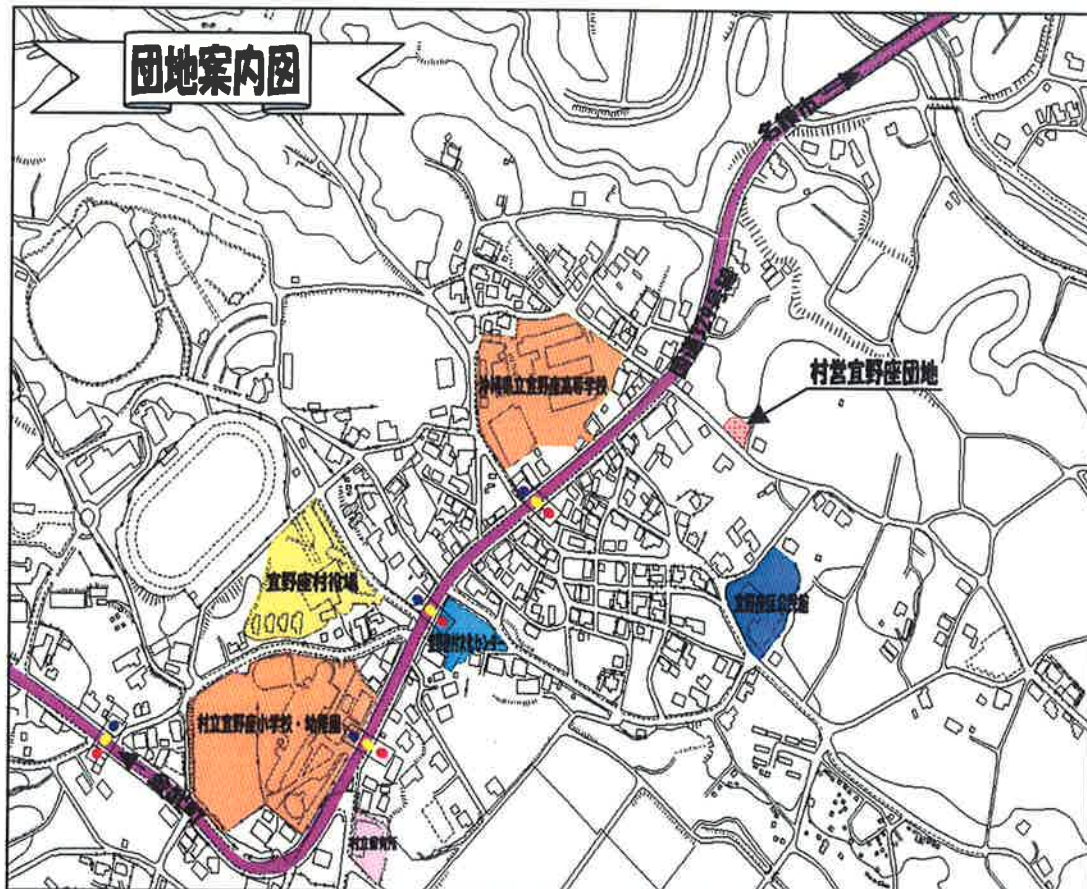 団地案内図
名護市→
国道329号線
村営宜野座団地
沖縄県立宜野座高等学校
宜野座村役場
宜野座区公民館
宜野座村文化センター
村立宜野座小学校・幼稚園
村立保育所